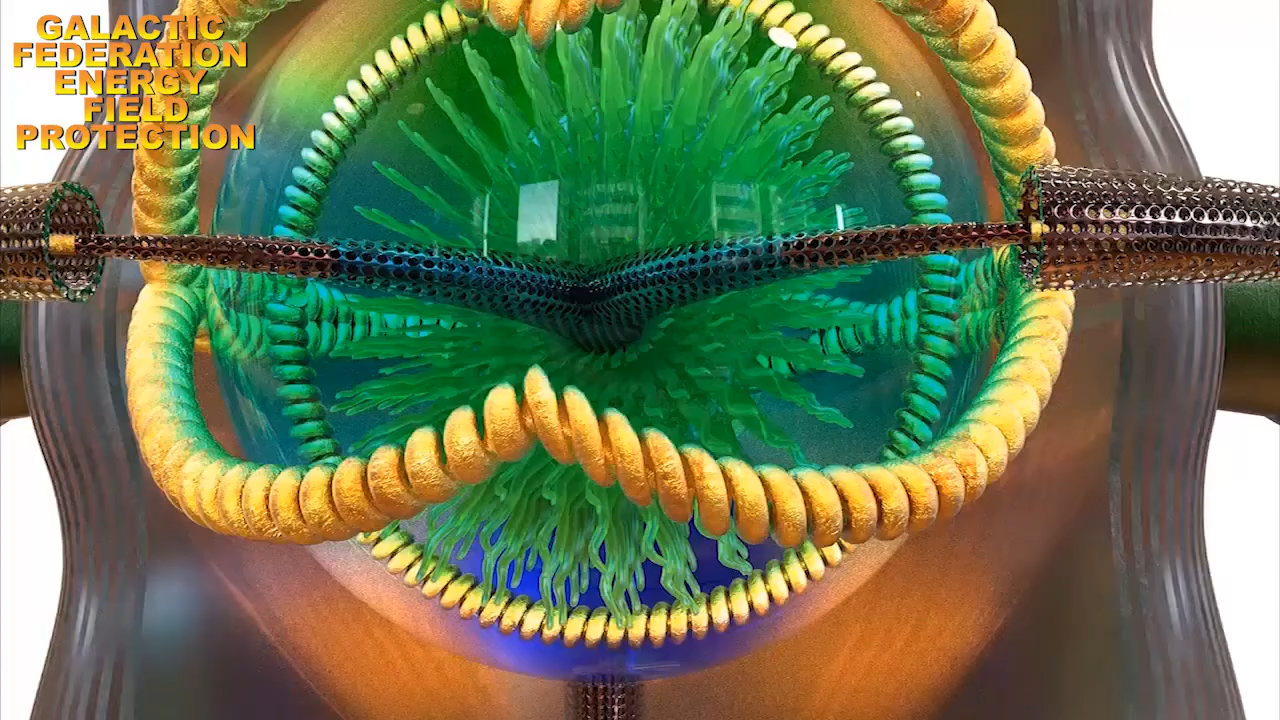 GALACTIC
FEDERATION
ENERGY
FIELD
PROTECTION